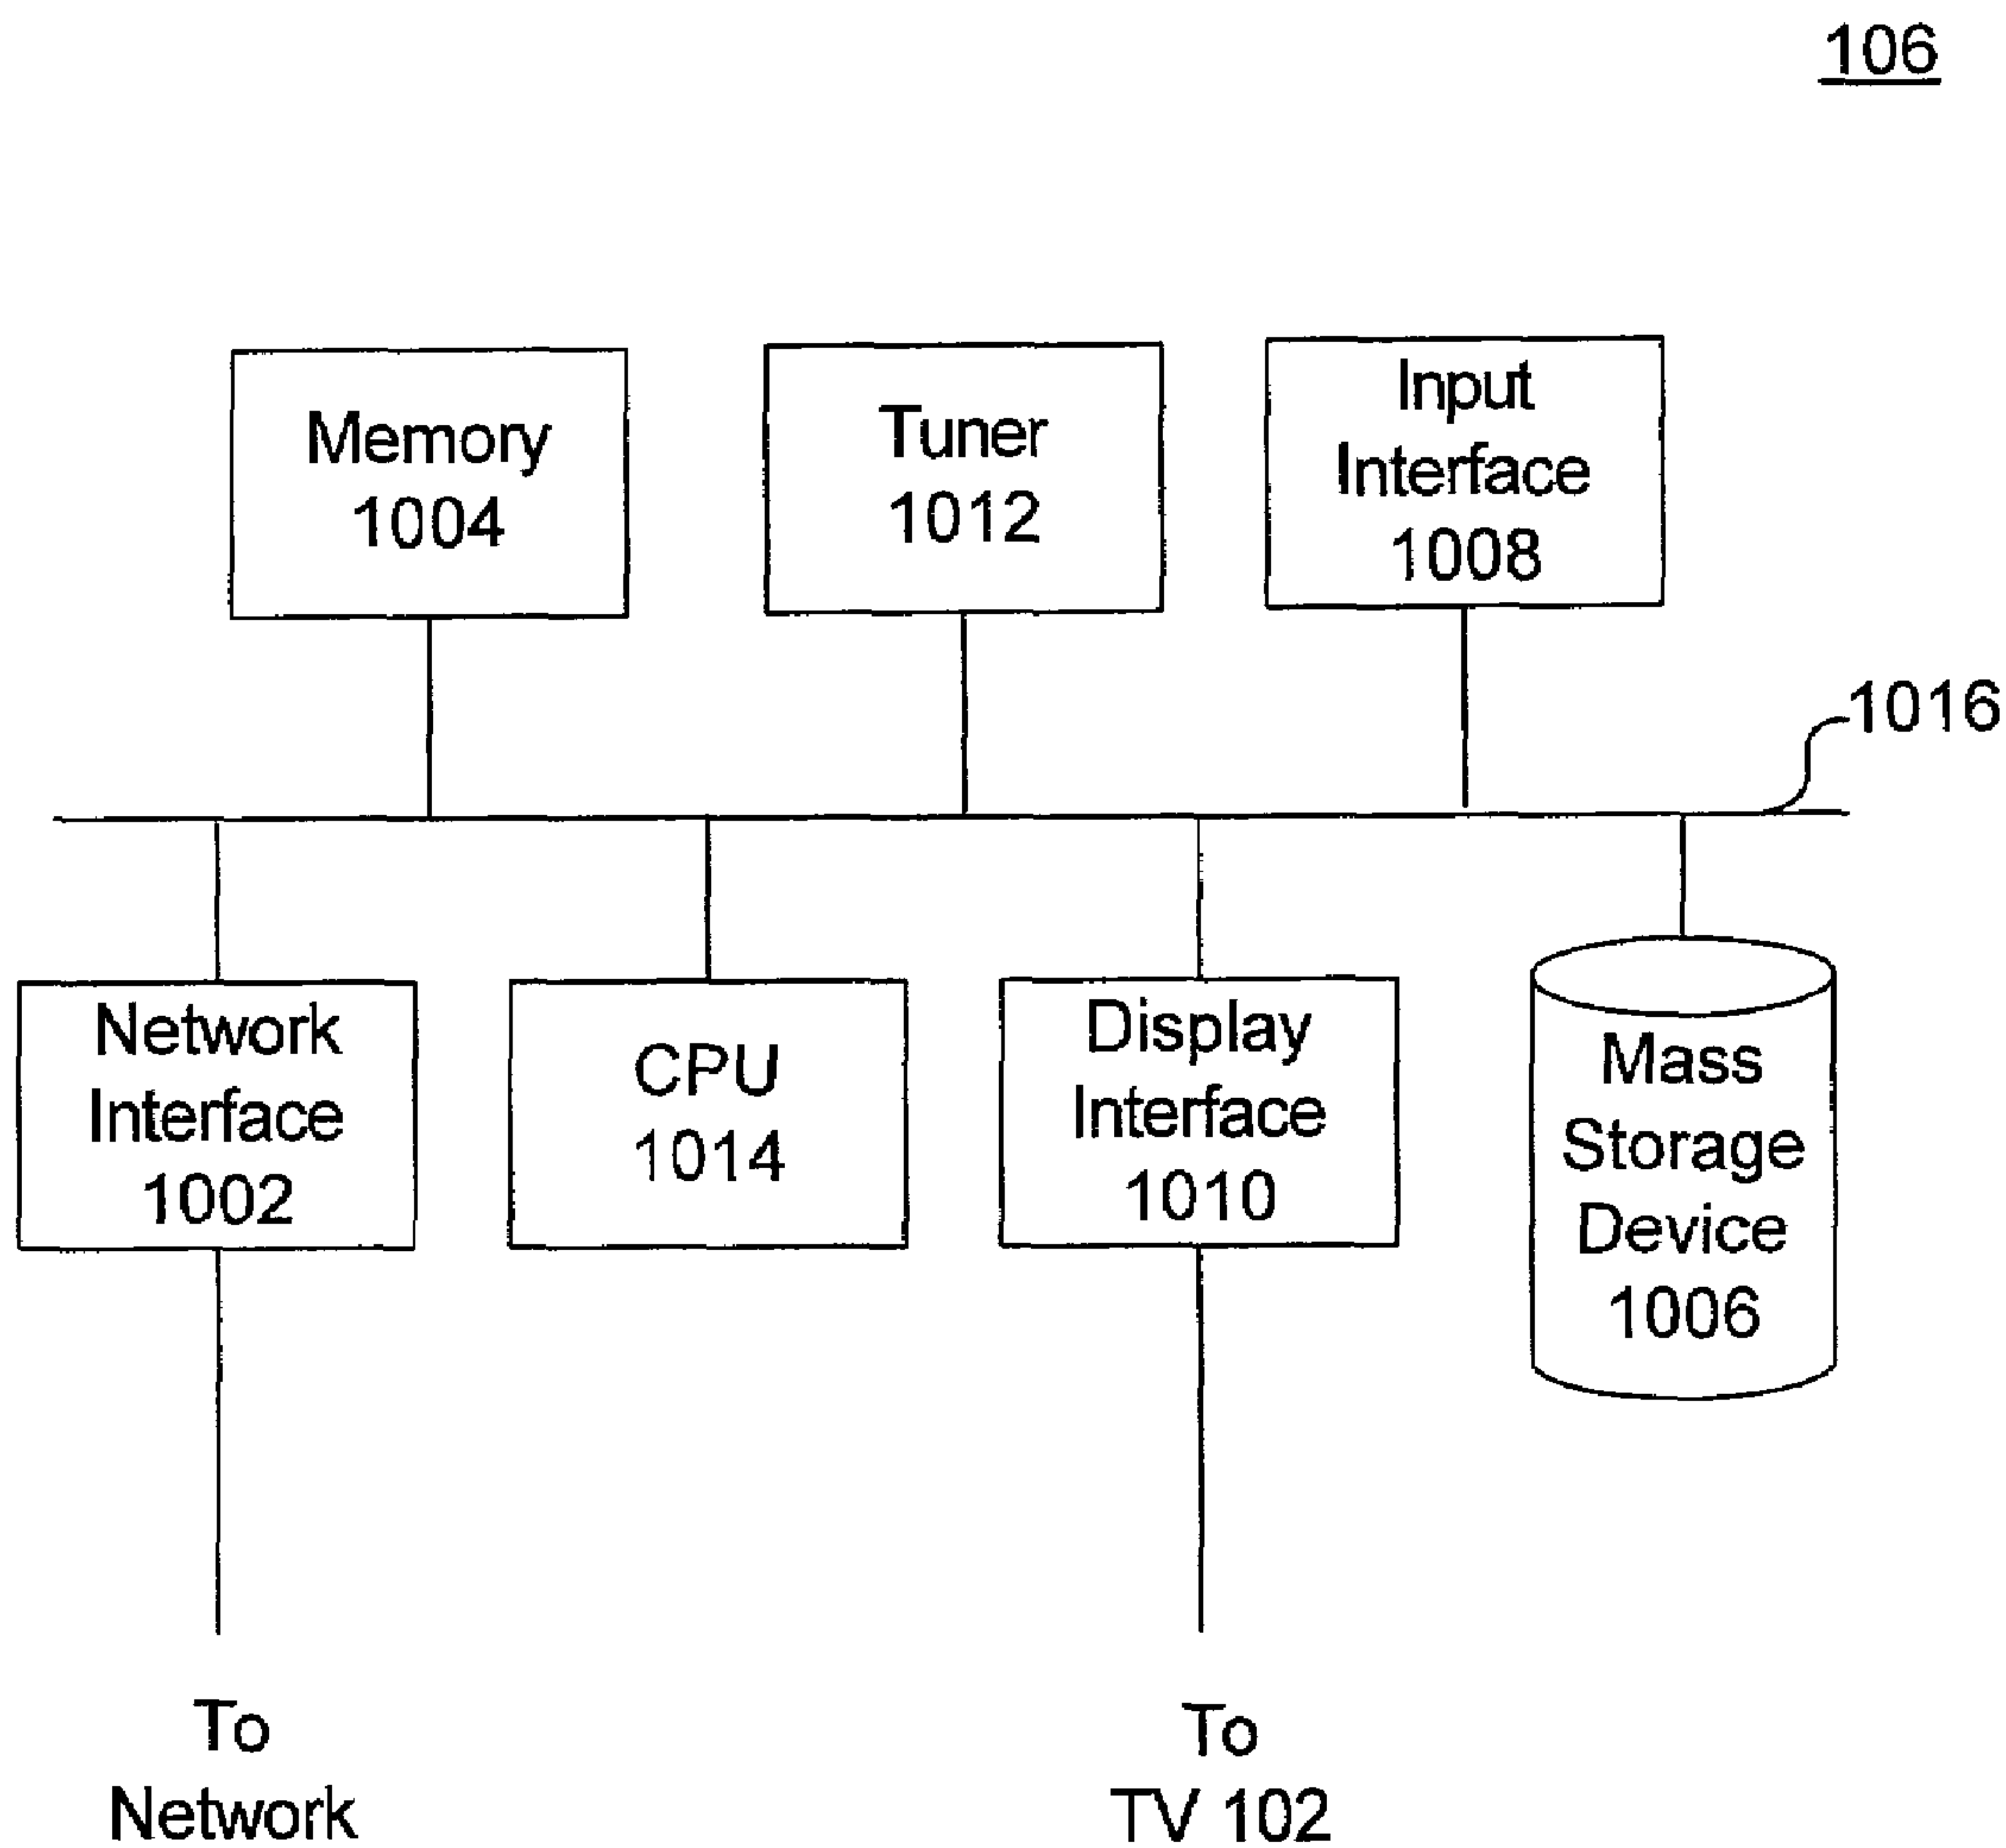 106
Memory
1004
Tuner
1012
Input
Interface
1008
1016
Network
Interface
1002
CPU
1014
Display
Interface
1010
Mass
Storage
Device
1006
To
Network
To
TV 102